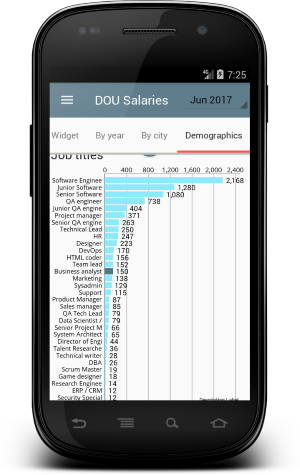 4G 7:25
DOU Salaries Jun 2017
Widget By year By city Demographics
Job titles
0 400 800 1,200 1,600 2,000 2,400
Software Enginee 2,168
Junior Software 1,280
Senior Software 1,080
QA engineer 738
Junior QA engine 404
Project manager 371
Senior QA engine 263
Technical Lead 250
HR 247
Designer 223
DevOps 170
HTML coder 156
Team lead 152
Business analyst 150
Marketing 138
Sysadmin 129
Support 115
Product Manager 87
Sales manager 85
QA Tech Lead 79
Data Scientist / 79
Senior Project M 66
System Architect 65
Director of Engi 44
Talent Researche 36
Technical writer 28
DBA 26
Scrum Master 19
Game designer 18
Research Enginee 14
ERP / CRM 12
Security Special 12
Description Label